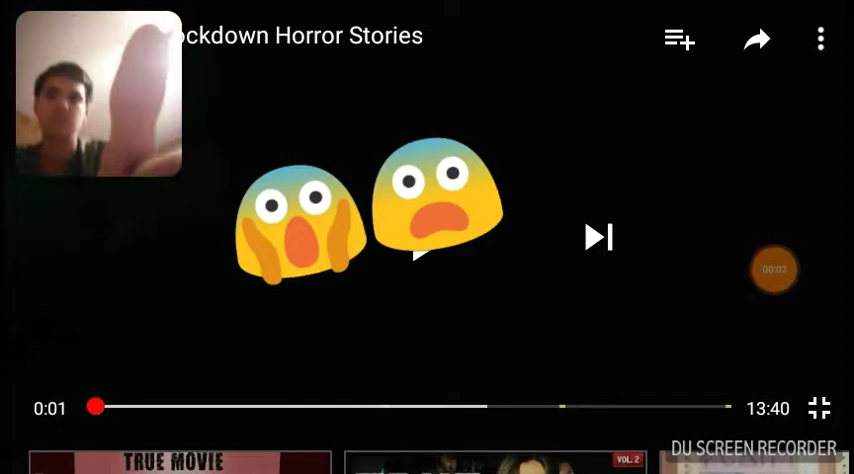 ockdown Horror Stories
00:02
0:01
13:40
DU SCREEN RECORDER
TRUE MOVIE
VOL. 2